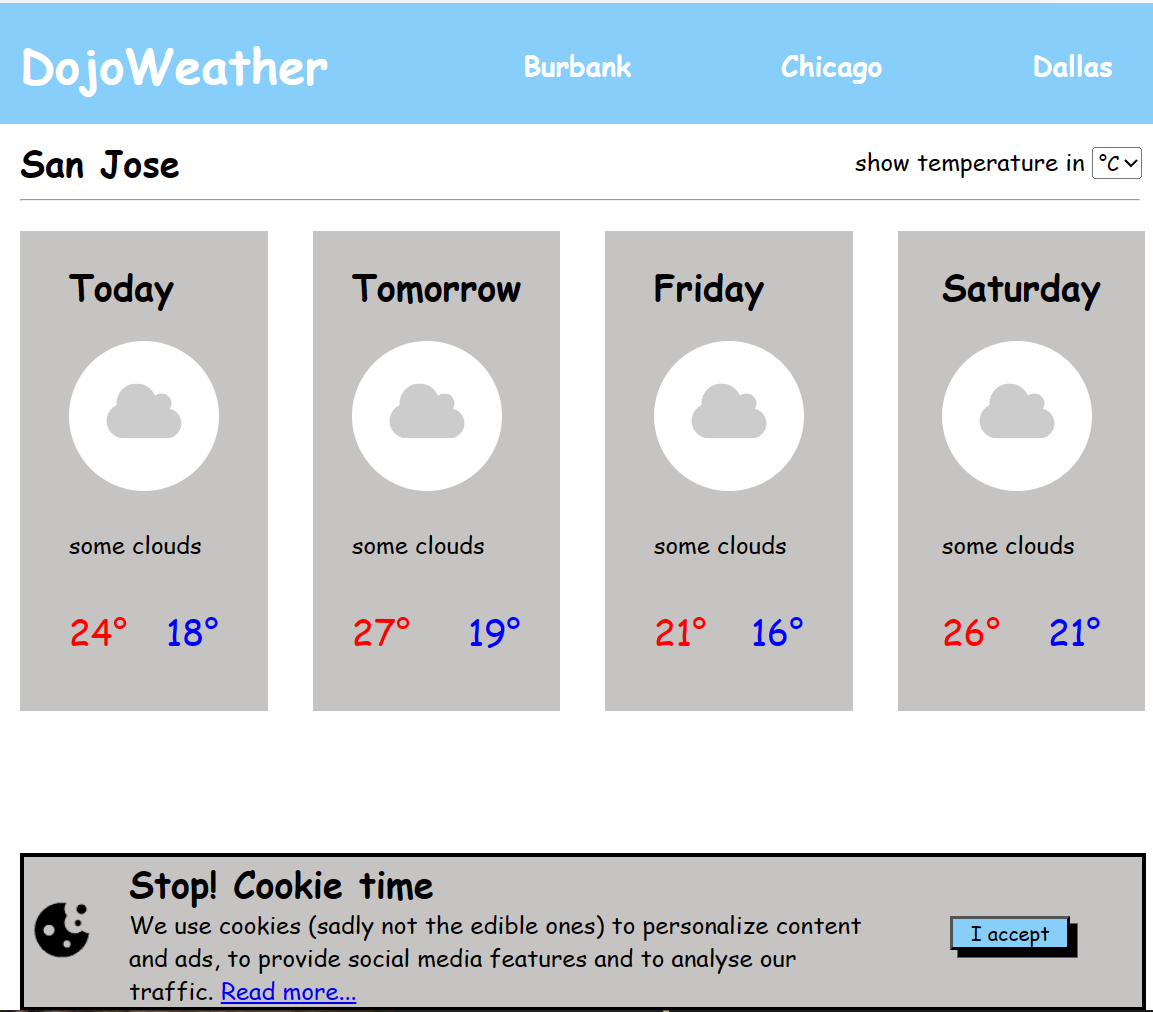 DojoWeather Burbank Chicago Dallas
San Jose show temperature in °C
Today Tomorrow Friday Saturday
some clouds some clouds some clouds some clouds
24° 18° 27° 19° 21° 16° 26° 21°
Stop! Cookie time
We use cookies (sadly not the edible ones) to personalize content
and ads, to provide social media features and to analyse our
traffic. Read more...
I accept